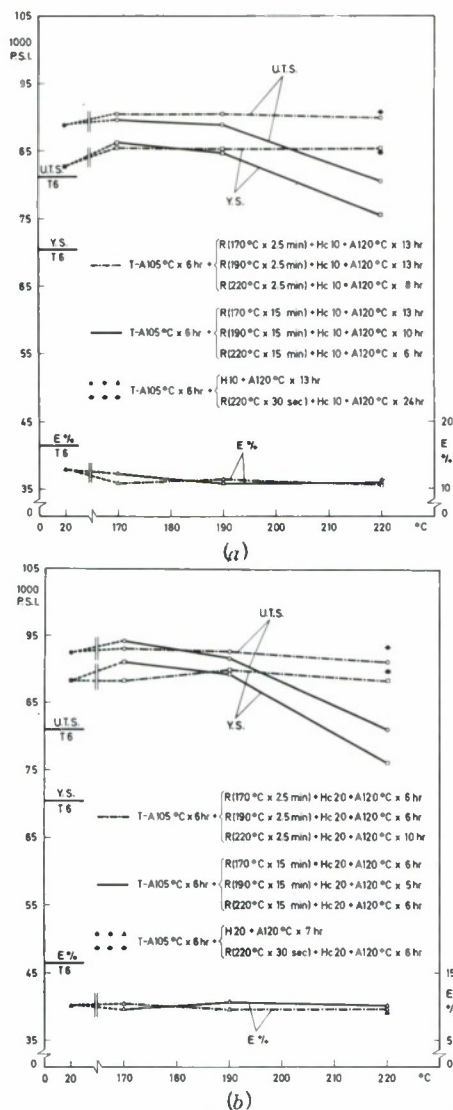 105
1000
P.S.I.
95
U.T.S.
85
U.T.S.
T6
Y.S.
75
Y.S.
T6
T-A105°C x 6hr +
R(170°C x 2.5 min) + Hc 10 + A120°C x 13 hr
R(190°C x 2.5 min) + Hc 10 + A120°C x 13 hr
R(220°C x 2.5 min) + Hc 10 + A120°C x 8 hr
65
T-A105°C x 6hr +
R(170°C x 15 min) + Hc 10 + A120°C x 13 hr
R(190°C x 15 min) + Hc 10 + A120°C x 10 hr
R(220°C x 15 min) + Hc 10 + A120°C x 6 hr
55
T-A105°C x 6hr +
H10 + A120°C x 13 hr
R(220°C x 30 sec) + Hc 10 + A120°C x 24hr
20
E
%
45
E%
T6
E%
35
10
0
0
0 20 170 180 190 200 210 220 °C
(a)
105
1000
P.S.I.
95
U.T.S.
85
Y.S.
U.T.S.
T6
75
Y.S.
T6
T-A105°C x 6hr +
R(170°C x 2.5 min) + Hc 20 + A120°C x 6 hr
R(190°C x 2.5 min) + Hc 20 + A120°C x 6 hr
R(220°C x 2.5 min) + Hc 20 + A120°C x 10 hr
65
T-A105°C x 6hr +
R(170°C x 15 min) + Hc 20 + A120°C x 6 hr
R(190°C x 15 min) + Hc 20 + A120°C x 5 hr
R(220°C x 15 min) + Hc 20 + A120°C x 6 hr
55
T-A105°C x 6hr +
H20 + A120°C x 7 hr
R(220°C x 30 sec) + Hc 20 + A120°C x 6 hr
E%
T6
45
15
E
%
E %
35
5
0
0
0 20 170 180 190 200 210 220 °C
(b)